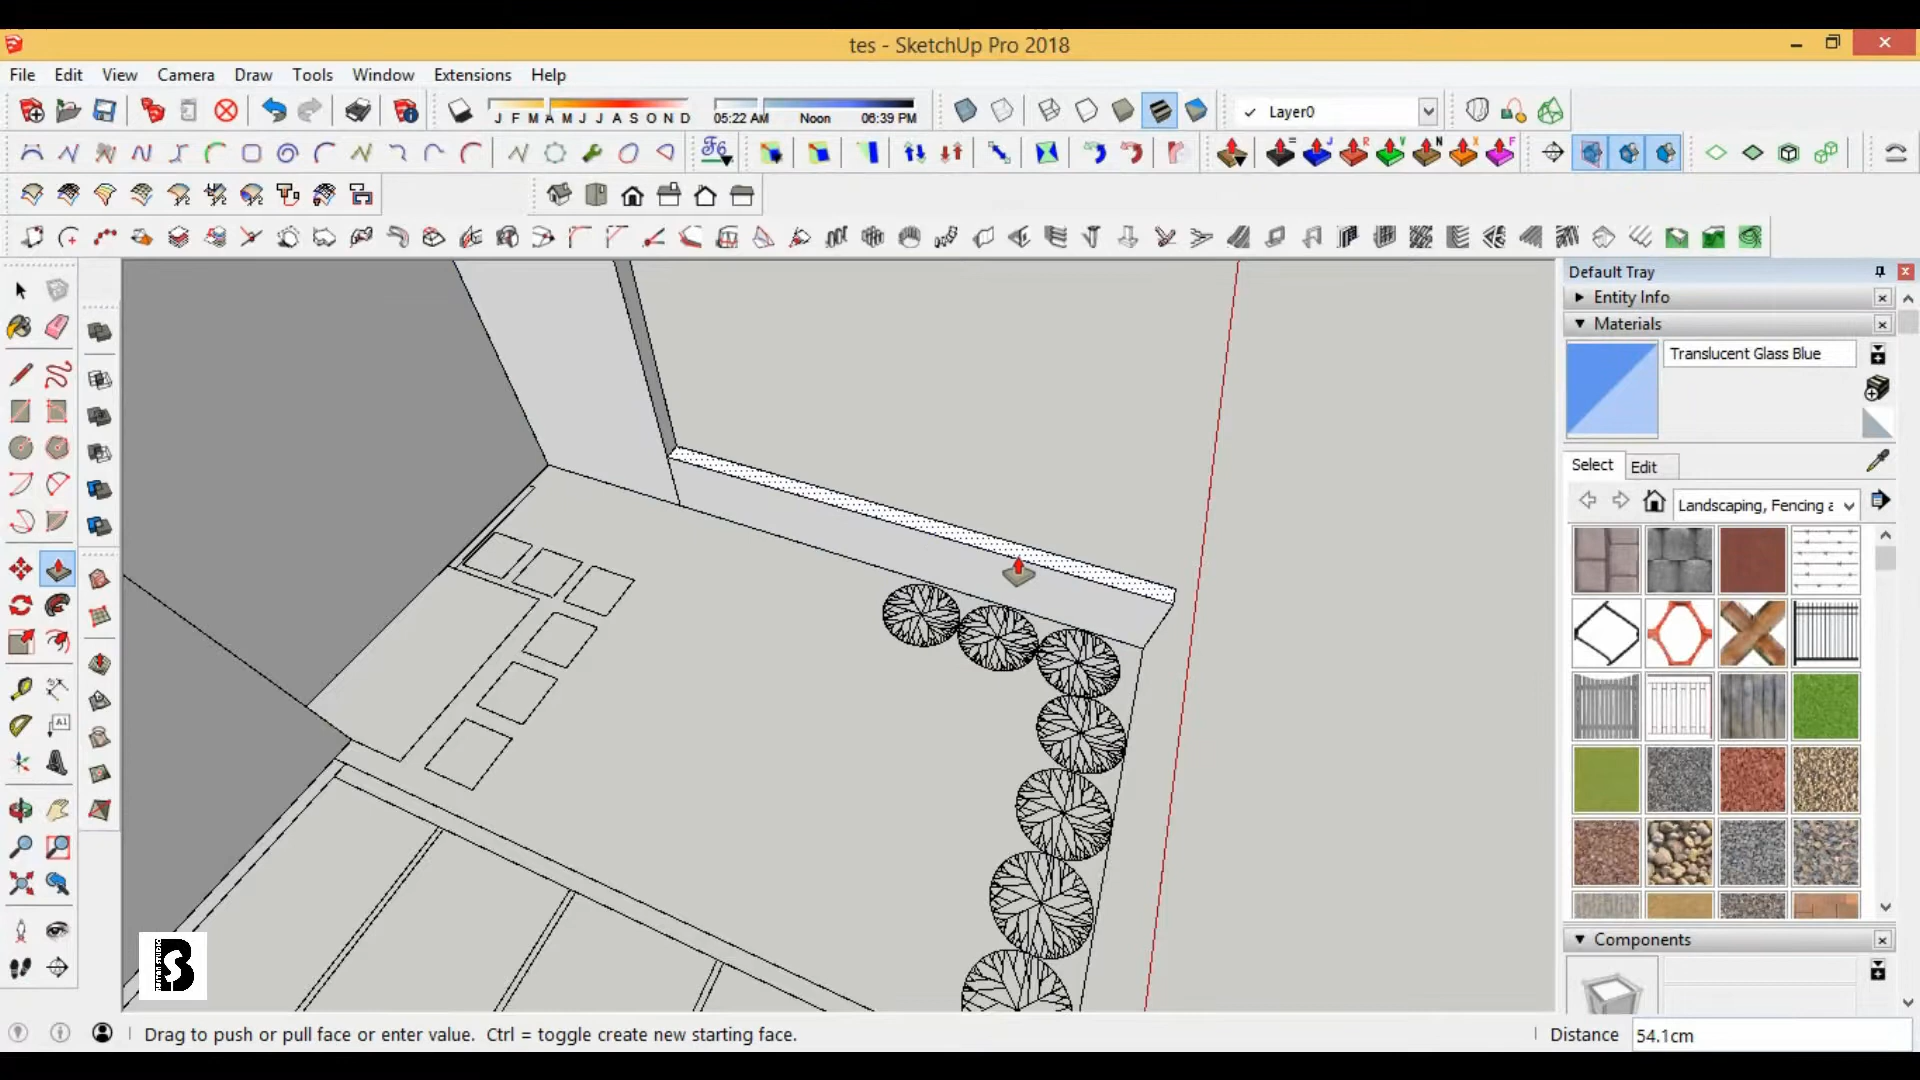 tes - SketchUp Pro 2018
File Edit View Camera Draw Tools Window Extensions Help
J F M A M J J A S O N D
05:22 AM Noon 06:39 PM
Layer0
Default Tray
Entity Info
Materials
Translucent Glass Blue
Select Edit
Landscaping, Fencing a
Components
Drag to push or pull face or enter value. Ctrl = toggle create new starting face.
Distance 54.1cm